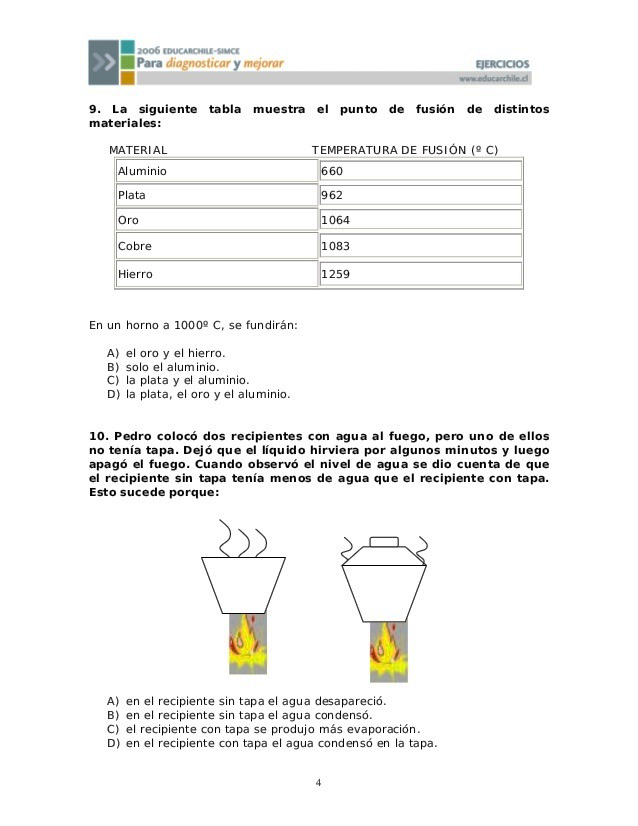 2006 EDUCARCHILE-SIMCE
Para diagnosticar y mejorar
EJERCICIOS
www.educarchile.cl
9. La siguiente tabla muestra el punto de fusión de distintos
materiales:
MATERIAL TEMPERATURA DE FUSIÓN (º C)
Aluminio 660
Plata 962
Oro 1064
Cobre 1083
Hierro 1259
En un horno a 1000º C, se fundirán:
A) el oro y el hierro.
B) solo el aluminio.
C) la plata y el aluminio.
D) la plata, el oro y el aluminio.
10. Pedro colocó dos recipientes con agua al fuego, pero uno de ellos
no tenía tapa. Dejó que el líquido hirviera por algunos minutos y luego
apagó el fuego. Cuando observó el nivel de agua se dio cuenta de que
el recipiente sin tapa tenía menos de agua que el recipiente con tapa.
Esto sucede porque:
A) en el recipiente sin tapa el agua desapareció.
B) en el recipiente sin tapa el agua condensó.
C) el recipiente con tapa se produjo más evaporación.
D) en el recipiente con tapa el agua condensó en la tapa.
4